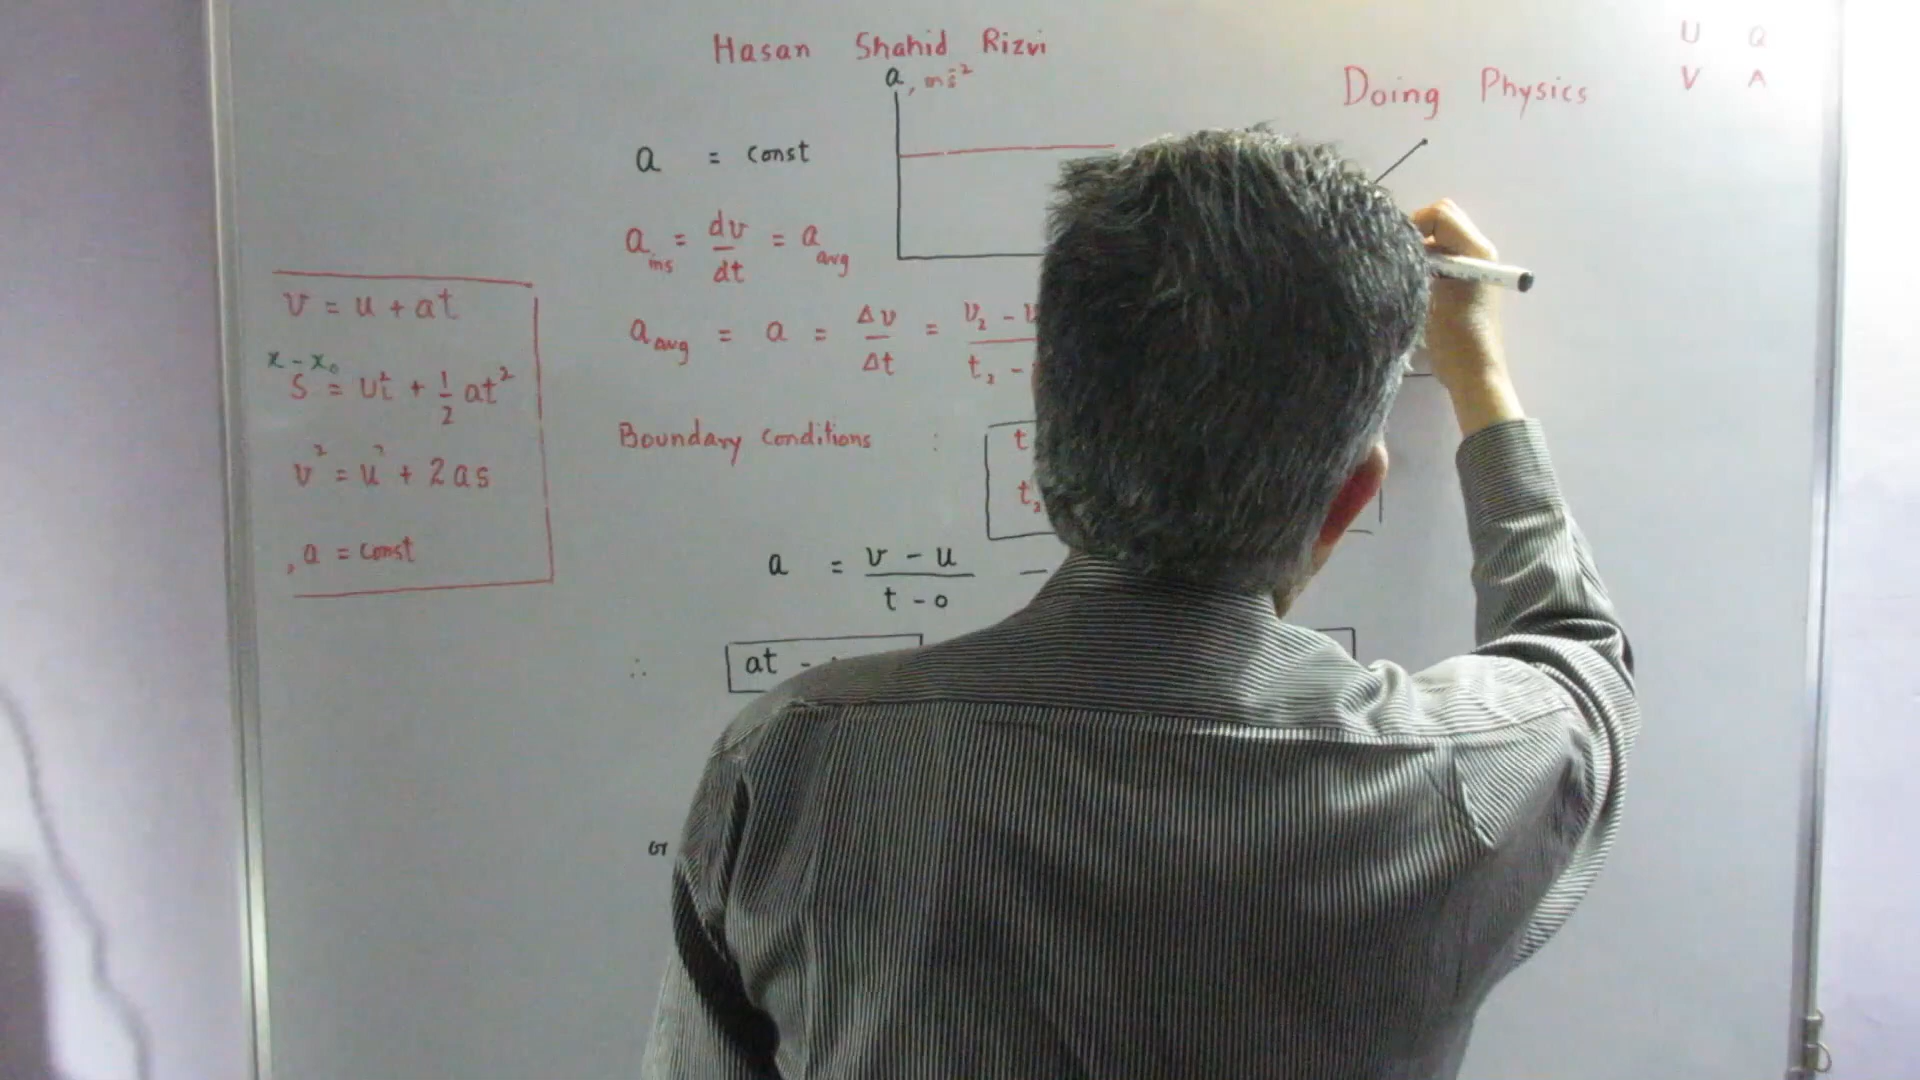 Hasan Shahid Rizvi
U Q
Doing Physics
V A
a, ms⁻²
a = const
a_ins = dv/dt = a_avg
a_avg = a = Δv/Δt = v₂ -
t₂ -
v = u + at
x - x₀
s = ut + 1/2 at²
v² = u² + 2as
, a = const
Boundary Conditions :
t
t₂
a = v - u / t - 0
∴ at -
or